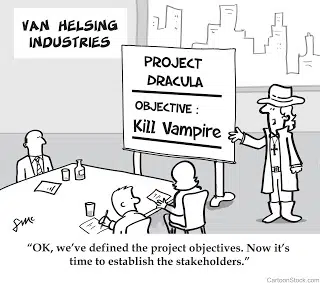 VAN HELSING
INDUSTRIES
PROJECT
DRACULA
OBJECTIVE :
Kill Vampire
“OK, we’ve defined the project objectives. Now it’s
time to establish the stakeholders.”
CartoonStock.com